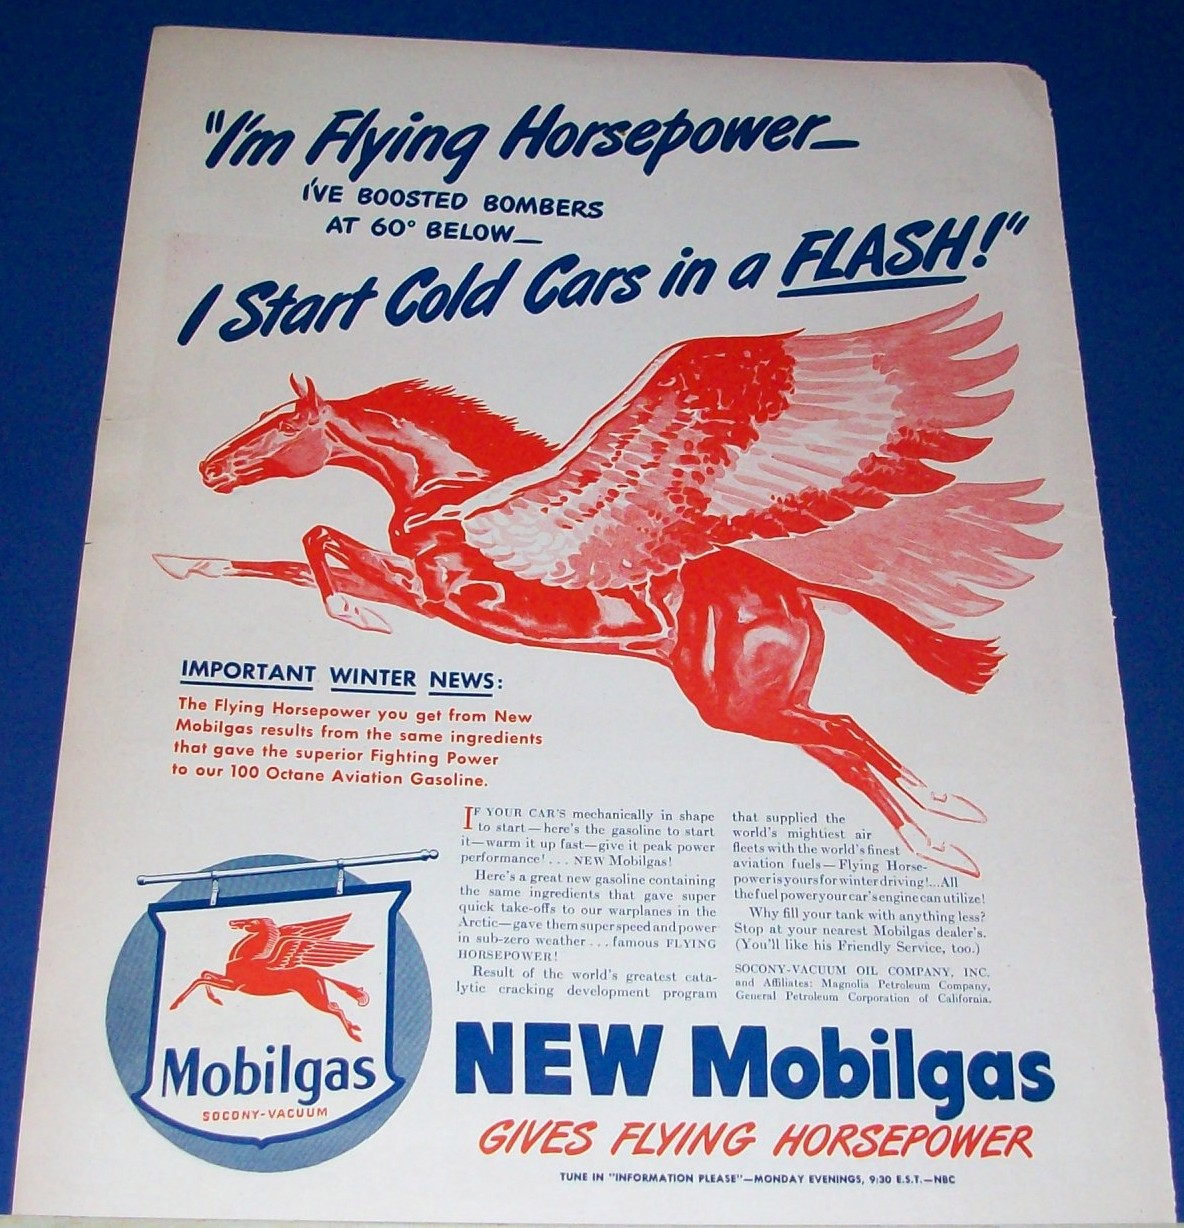 "I'm Flying Horsepower—
I'VE BOOSTED BOMBERS
AT 60° BELOW—
I Start Cold Cars in a FLASH!"
IMPORTANT WINTER NEWS:
The Flying Horsepower you get from New
Mobilgas results from the same ingredients
that gave the superior Fighting Power
to our 100 Octane Aviation Gasoline.
IF YOUR CAR'S mechanically in shape
to start—here's the gasoline to start
it—warm it up fast—give it peak power
performance! . . . NEW Mobilgas!
Here's a great new gasoline containing
the same ingredients that gave super
quick take-offs to our warplanes in the
Arctic—gave them super speed and power
in sub-zero weather . . . famous FLYING
HORSEPOWER!
Result of the world's greatest cata-
lytic cracking development program
that supplied the
world's mightiest air
fleets with the world's finest
aviation fuels—Flying Horse-
power is yours for winter driving!...All
the fuel power your car's engine can utilize!
Why fill your tank with anything less?
Stop at your nearest Mobilgas dealer's.
(You'll like his Friendly Service, too.)
SOCONY-VACUUM OIL COMPANY, INC.
and Affiliates: Magnolia Petroleum Company,
General Petroleum Corporation of California.
Mobilgas
SOCONY-VACUUM
NEW Mobilgas
GIVES FLYING HORSEPOWER
TUNE IN "INFORMATION PLEASE"—MONDAY EVENINGS, 9:30 E.S.T.—NBC